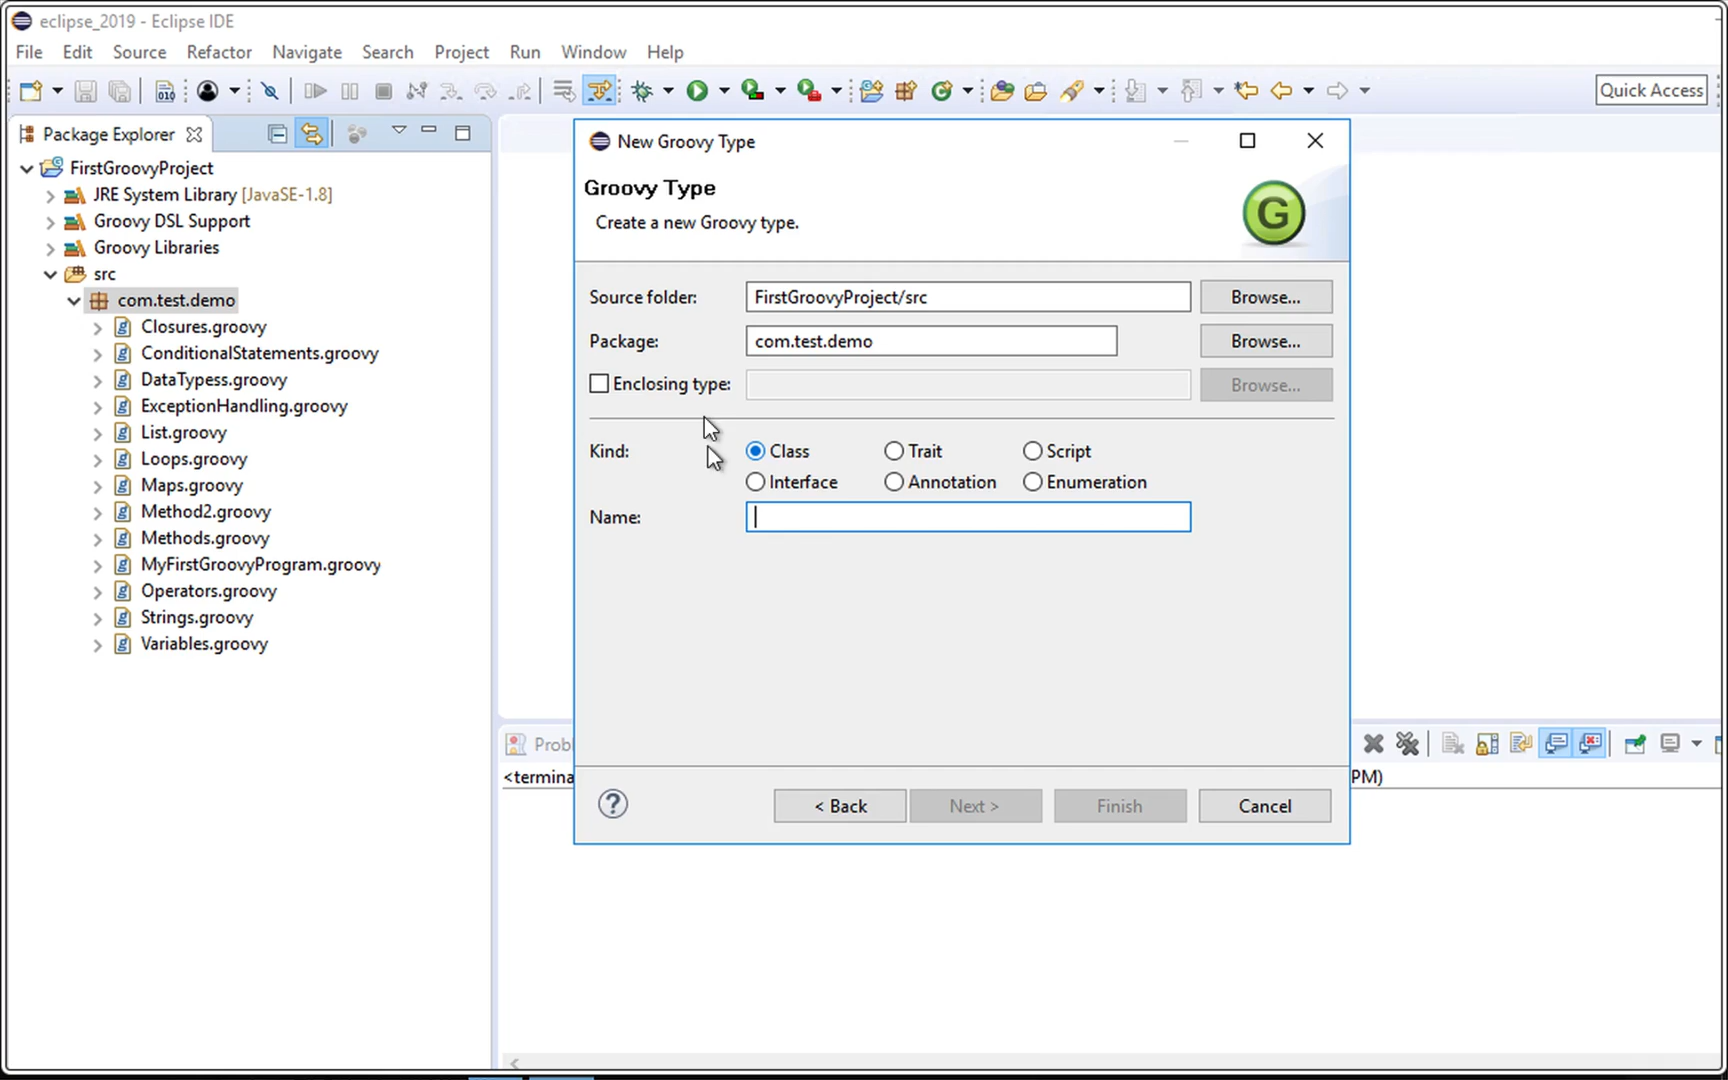 eclipse_2019 - Eclipse IDE
File Edit Source Refactor Navigate Search Project Run Window Help
Quick Access
Package Explorer
FirstGroovyProject
JRE System Library [JavaSE-1.8]
Groovy DSL Support
Groovy Libraries
src
com.test.demo
Closures.groovy
ConditionalStatements.groovy
DataTypess.groovy
ExceptionHandling.groovy
List.groovy
Loops.groovy
Maps.groovy
Method2.groovy
Methods.groovy
MyFirstGroovyProgram.groovy
Operators.groovy
Strings.groovy
Variables.groovy
New Groovy Type
Groovy Type
Create a new Groovy type.
G
Source folder: FirstGroovyProject/src Browse...
Package: com.test.demo Browse...
Enclosing type: Browse...
Kind: Class Trait Script
Interface Annotation Enumeration
Name:
? < Back Next > Finish Cancel
Probl
<termina PM)